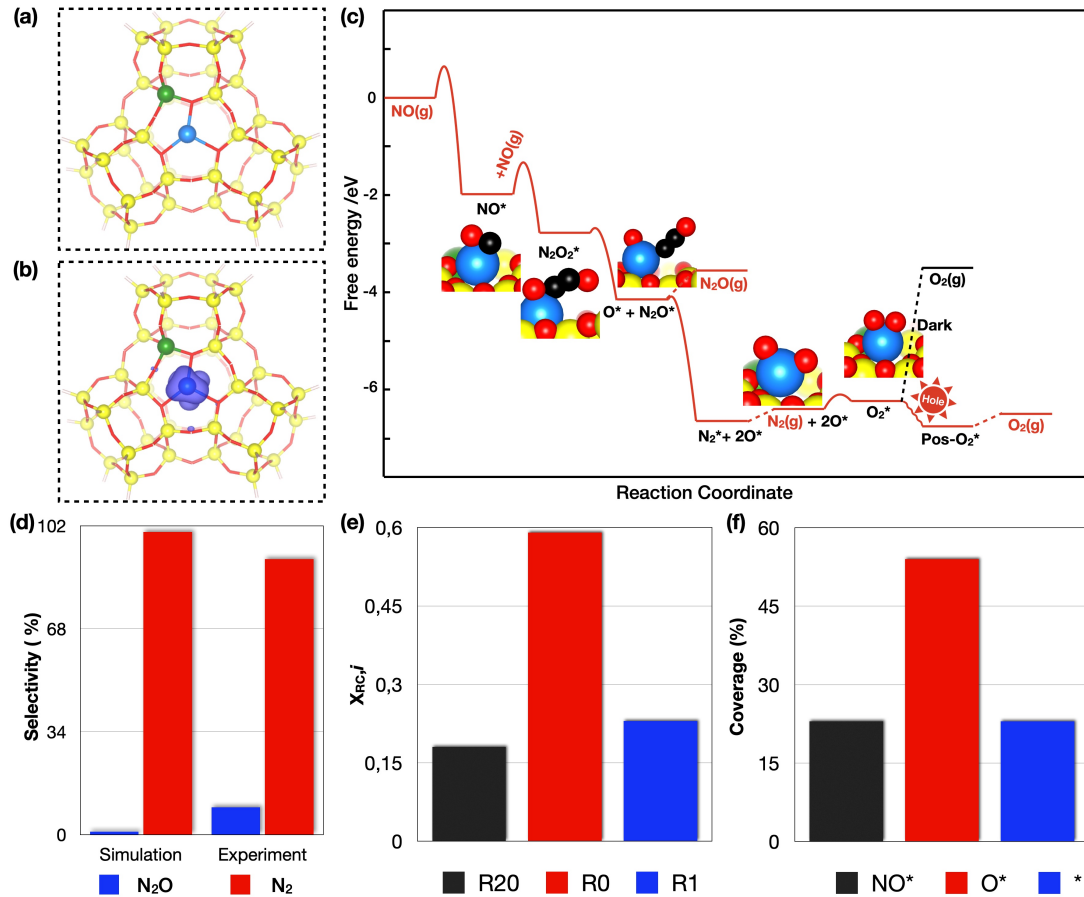 (a)
(b)
(c)
Free energy /eV
0
-2
-4
-6
NO(g)
+NO(g)
NO*
N₂O₂*
O* + N₂O*
N₂O(g)
N₂*+ 2O*
N₂(g) + 2O*
O₂*
O₂(g)
Dark
Hole
Pos-O₂*
O₂(g)
Reaction Coordinate
(d)
Selectivity ( %)
102
68
34
0
Simulation Experiment
N₂O N₂
(e)
X_RC,i
0,6
0,45
0,3
0,15
0
R20 R0 R1
(f)
Coverage (%)
60
45
30
15
0
NO* O* *